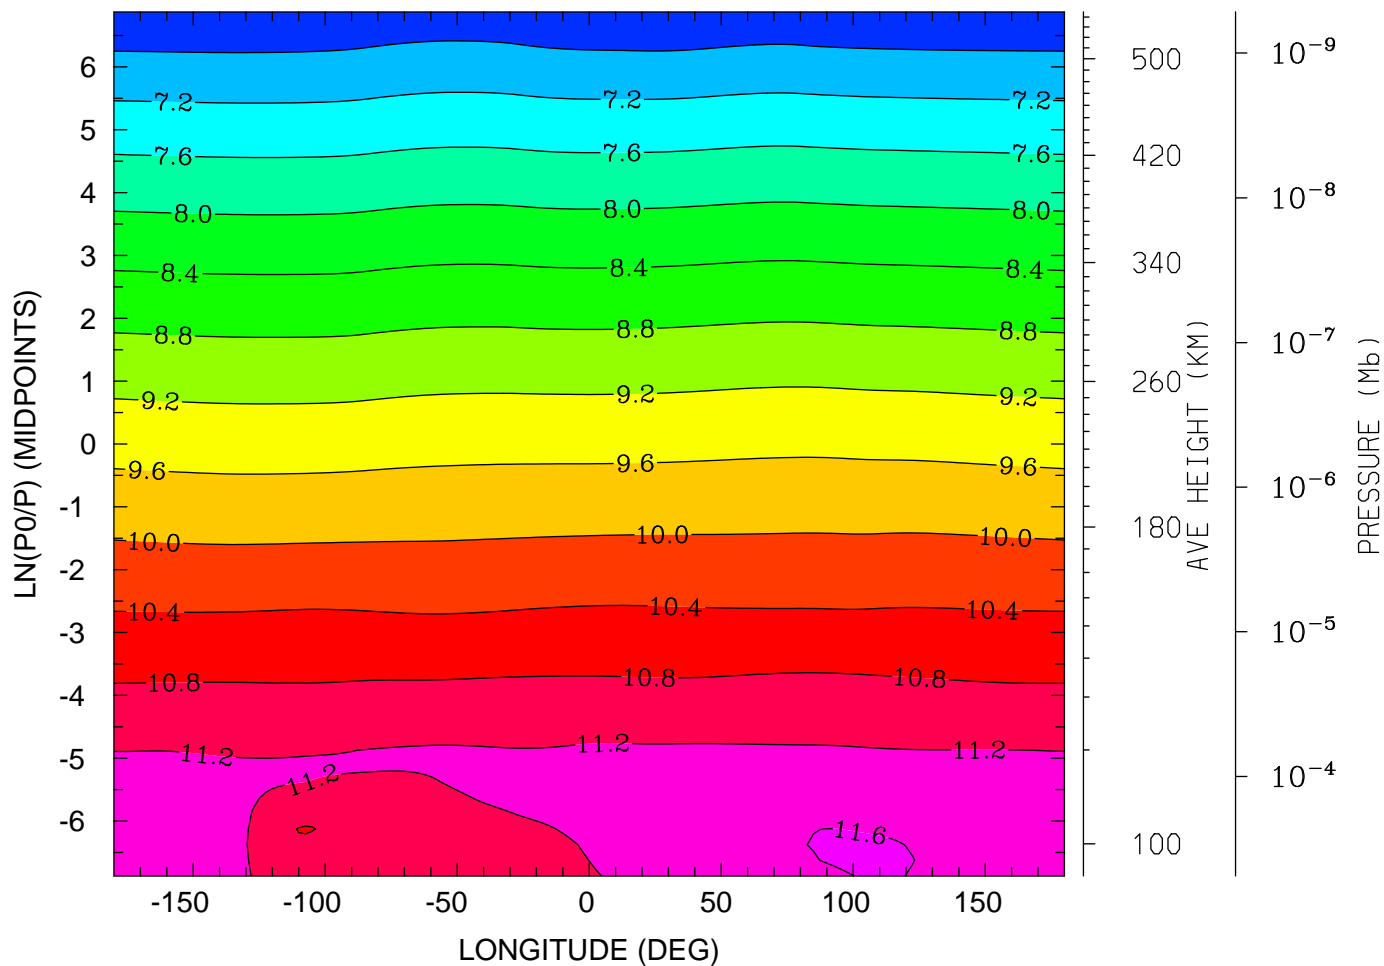 6
5
4
3
2
1
0
-1
-2
-3
-4
-5
-6
LN(P0/P) (MIDPOINTS)
7.2 7.2 7.2
7.6 7.6 7.6
8.0 8.0 8.0
8.4 8.4 8.4
8.8 8.8 8.8
9.2 9.2 9.2
9.6 9.6 9.6
10.0 10.0 10.0
10.4 10.4 10.4
10.8 10.8 10.8
11.2 11.2 11.2
11.2
11.6
-150 -100 -50 0 50 100 150
LONGITUDE (DEG)
500
420
340
260
180
100
AVE HEIGHT (KM)
10⁻⁹
10⁻⁸
10⁻⁷
10⁻⁶
10⁻⁵
10⁻⁴
PRESSURE (Mb)